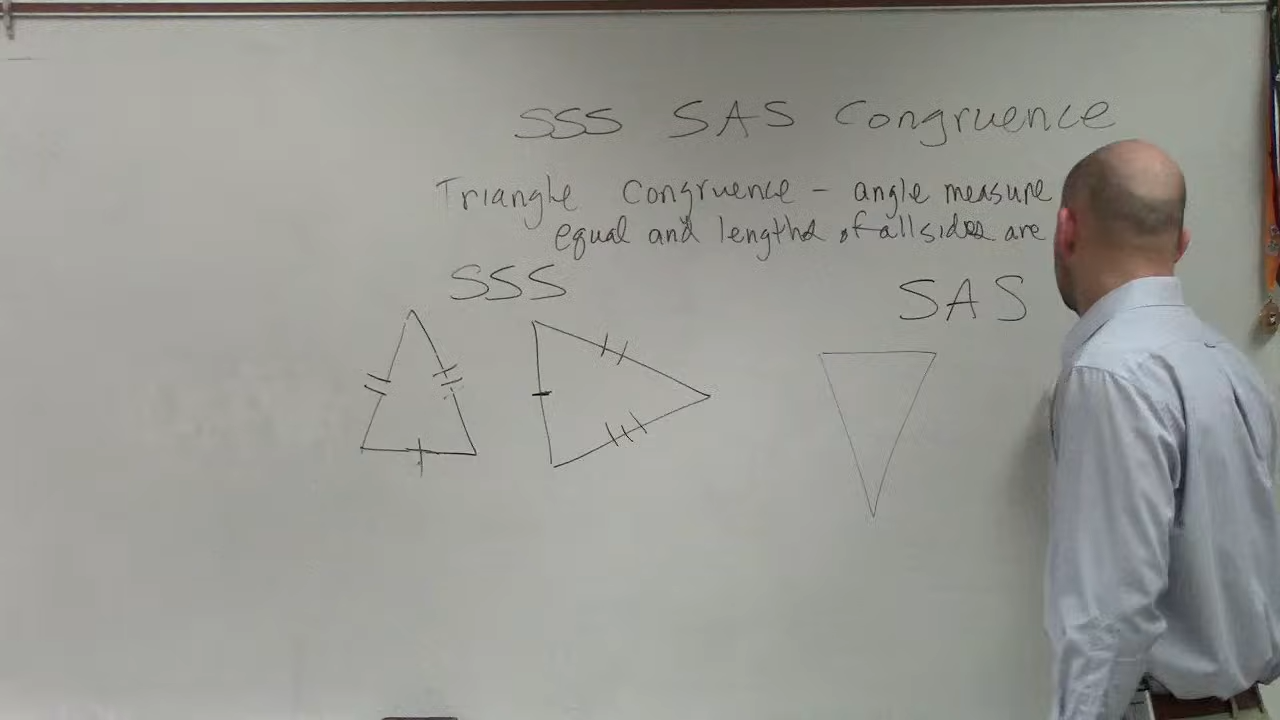 SSS SAS Congruence
Triangle Congruence - angle measure
equal and lengths of all sides are
SSS
SAS